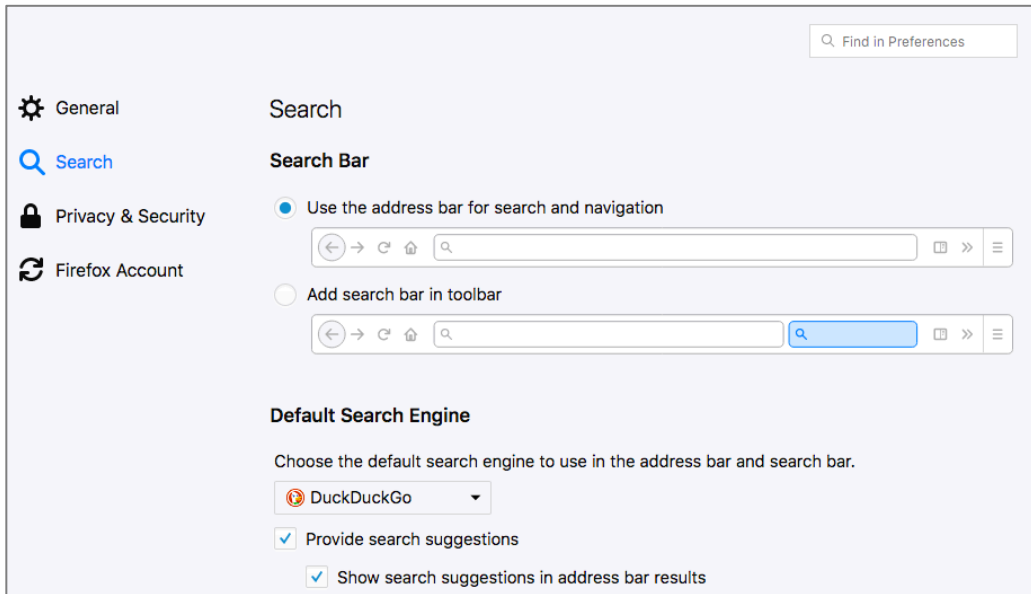 Find in Preferences
General
Search
Privacy & Security
Firefox Account
Search
Search Bar
Use the address bar for search and navigation
Add search bar in toolbar
Default Search Engine
Choose the default search engine to use in the address bar and search bar.
DuckDuckGo
Provide search suggestions
Show search suggestions in address bar results